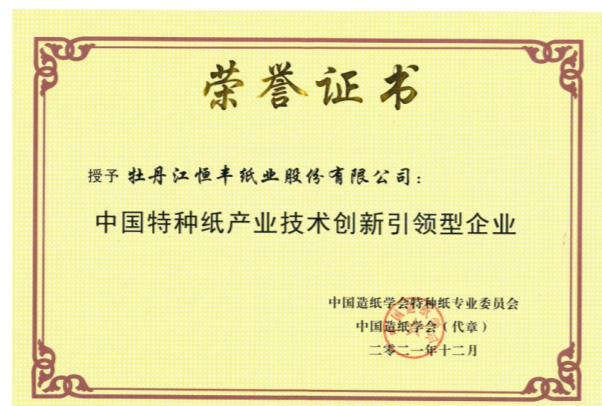 荣誉证书
授予 牡丹江恒丰纸业股份有限公司：
中国特种纸产业技术创新引领型企业
中国造纸学会特种纸专业委员会
中国造纸学会（代章）
二零二一年十二月